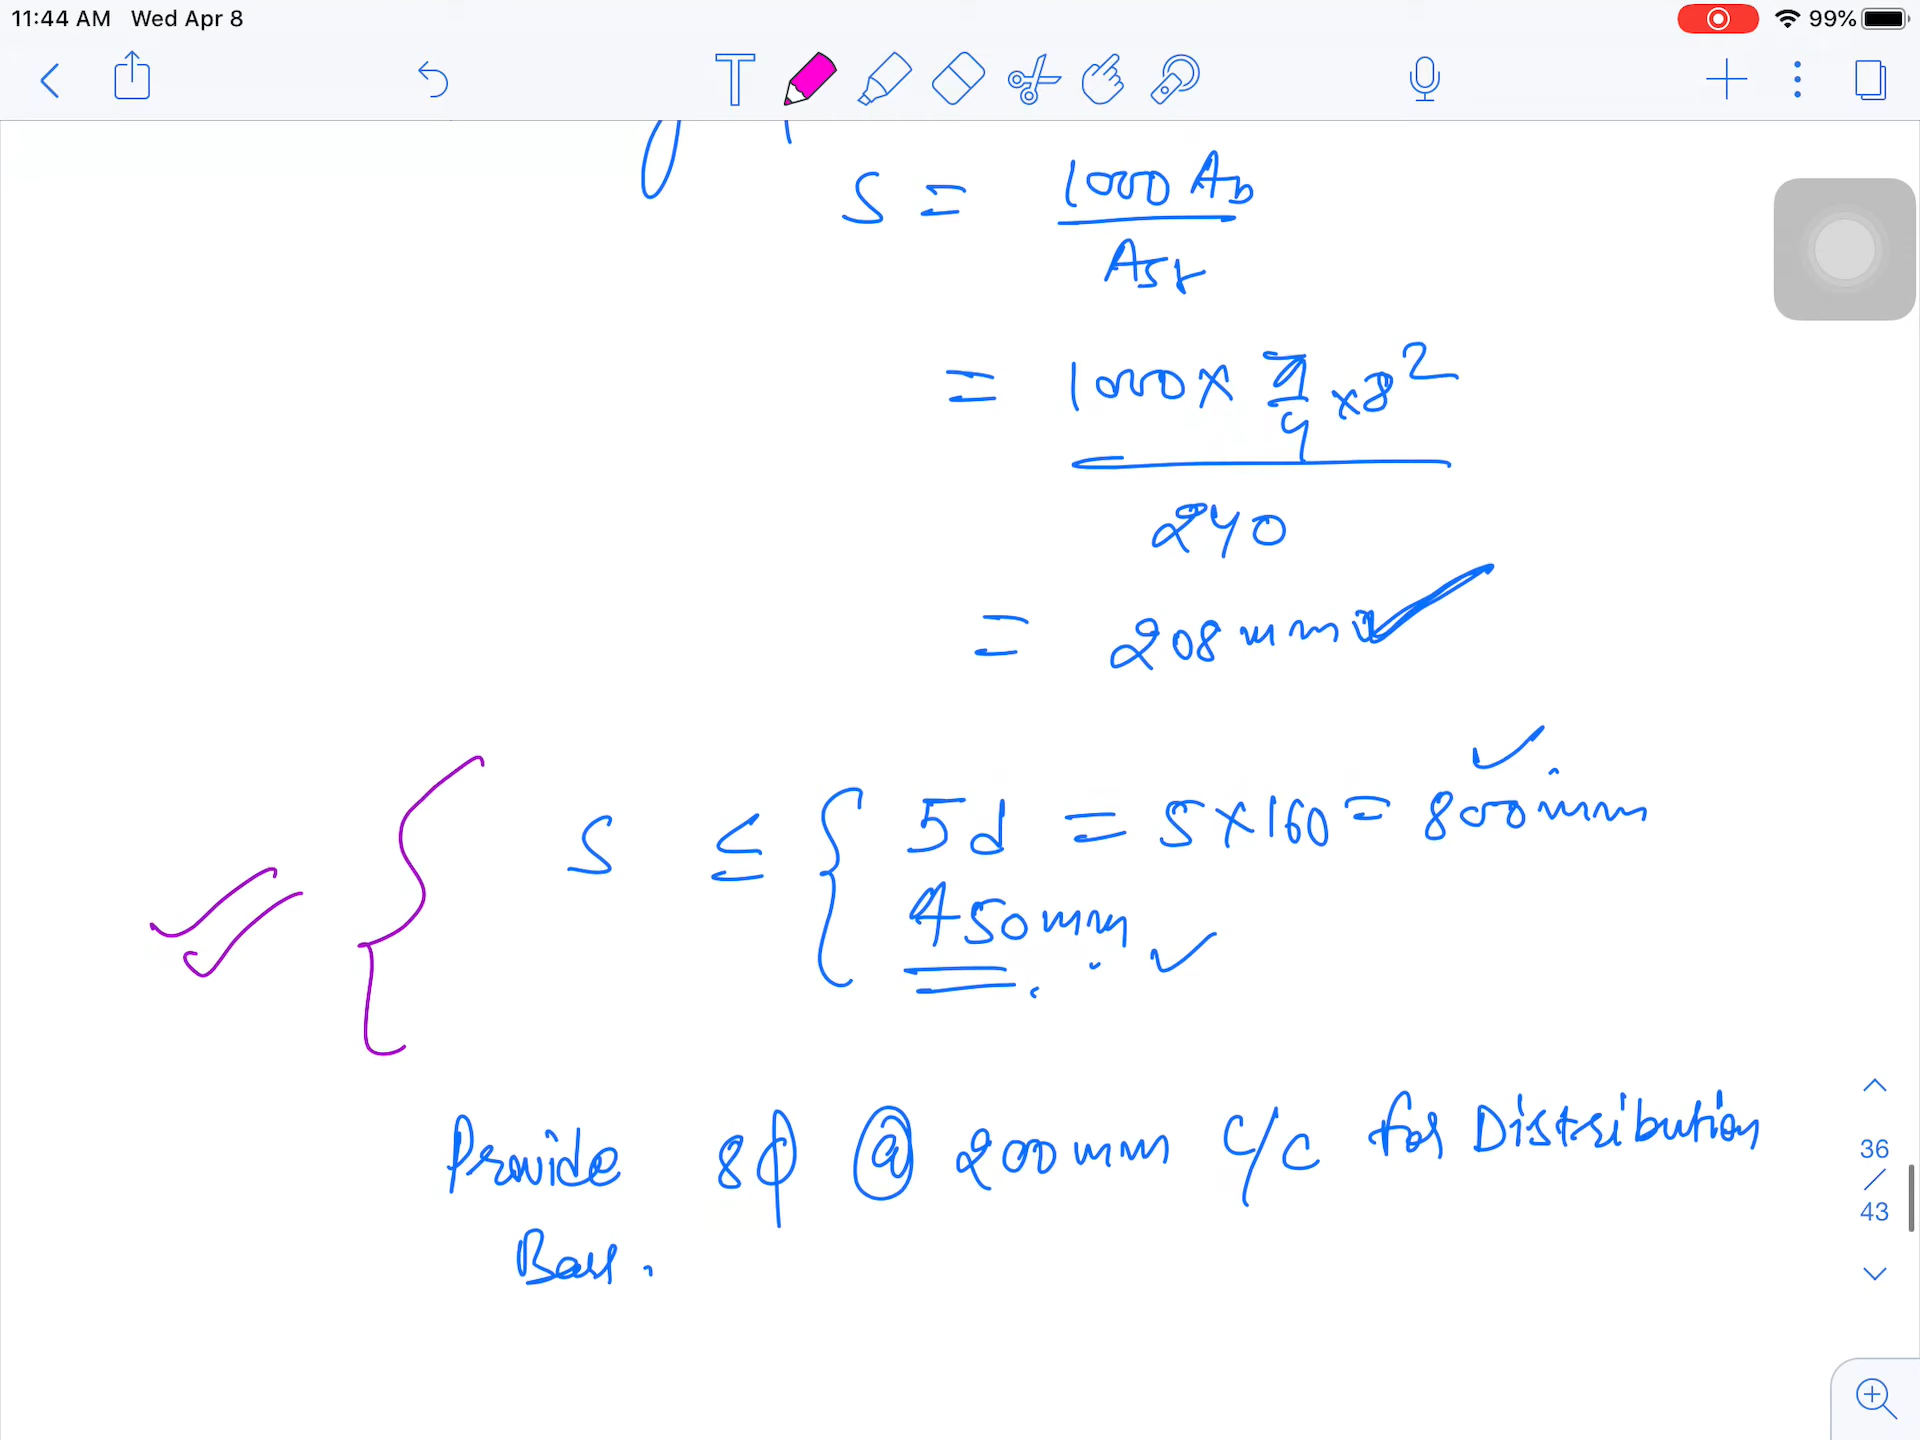 11:44 AM Wed Apr 8 99%
S = 1000 Ab / Ast
= 1000 × π/4 × 8² / 240
= 208 mm
S ≤ { 5d = 5×160 = 800 mm
450 mm
Provide 8ϕ @ 200 mm c/c for Distribution
Bars.
36
/
43